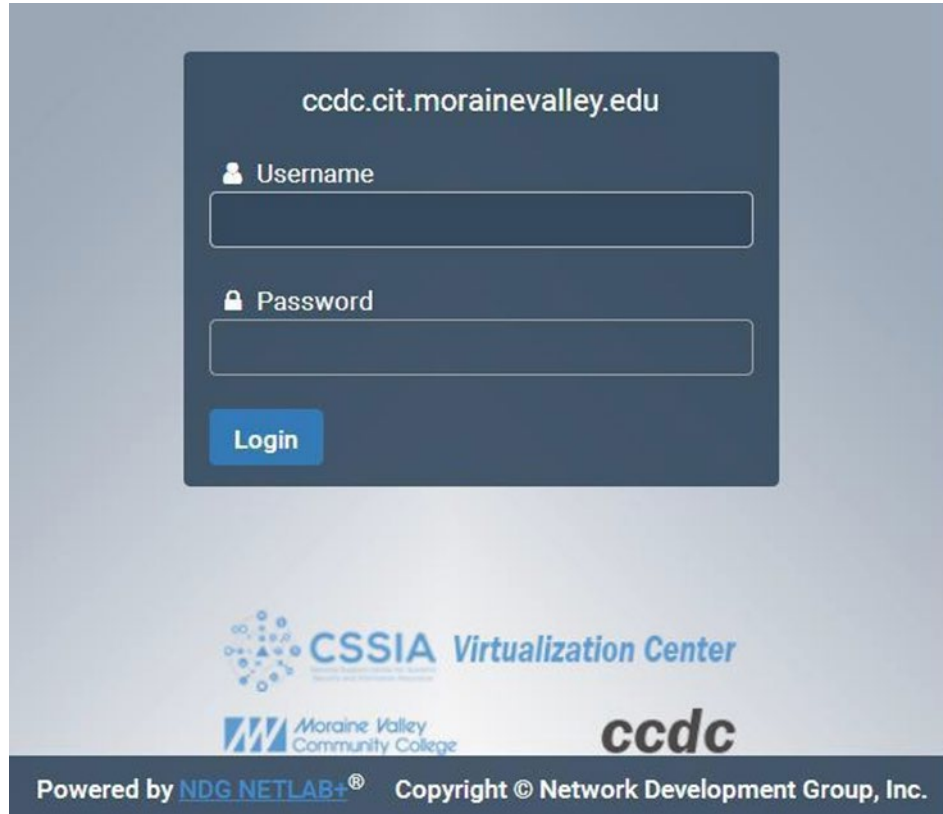 ccdc.cit.morainevalley.edu
Username
Password
Login
CSSIA Virtualization Center
Moraine Valley
Community College
ccdc
Powered by NDG NETLAB+® Copyright © Network Development Group, Inc.